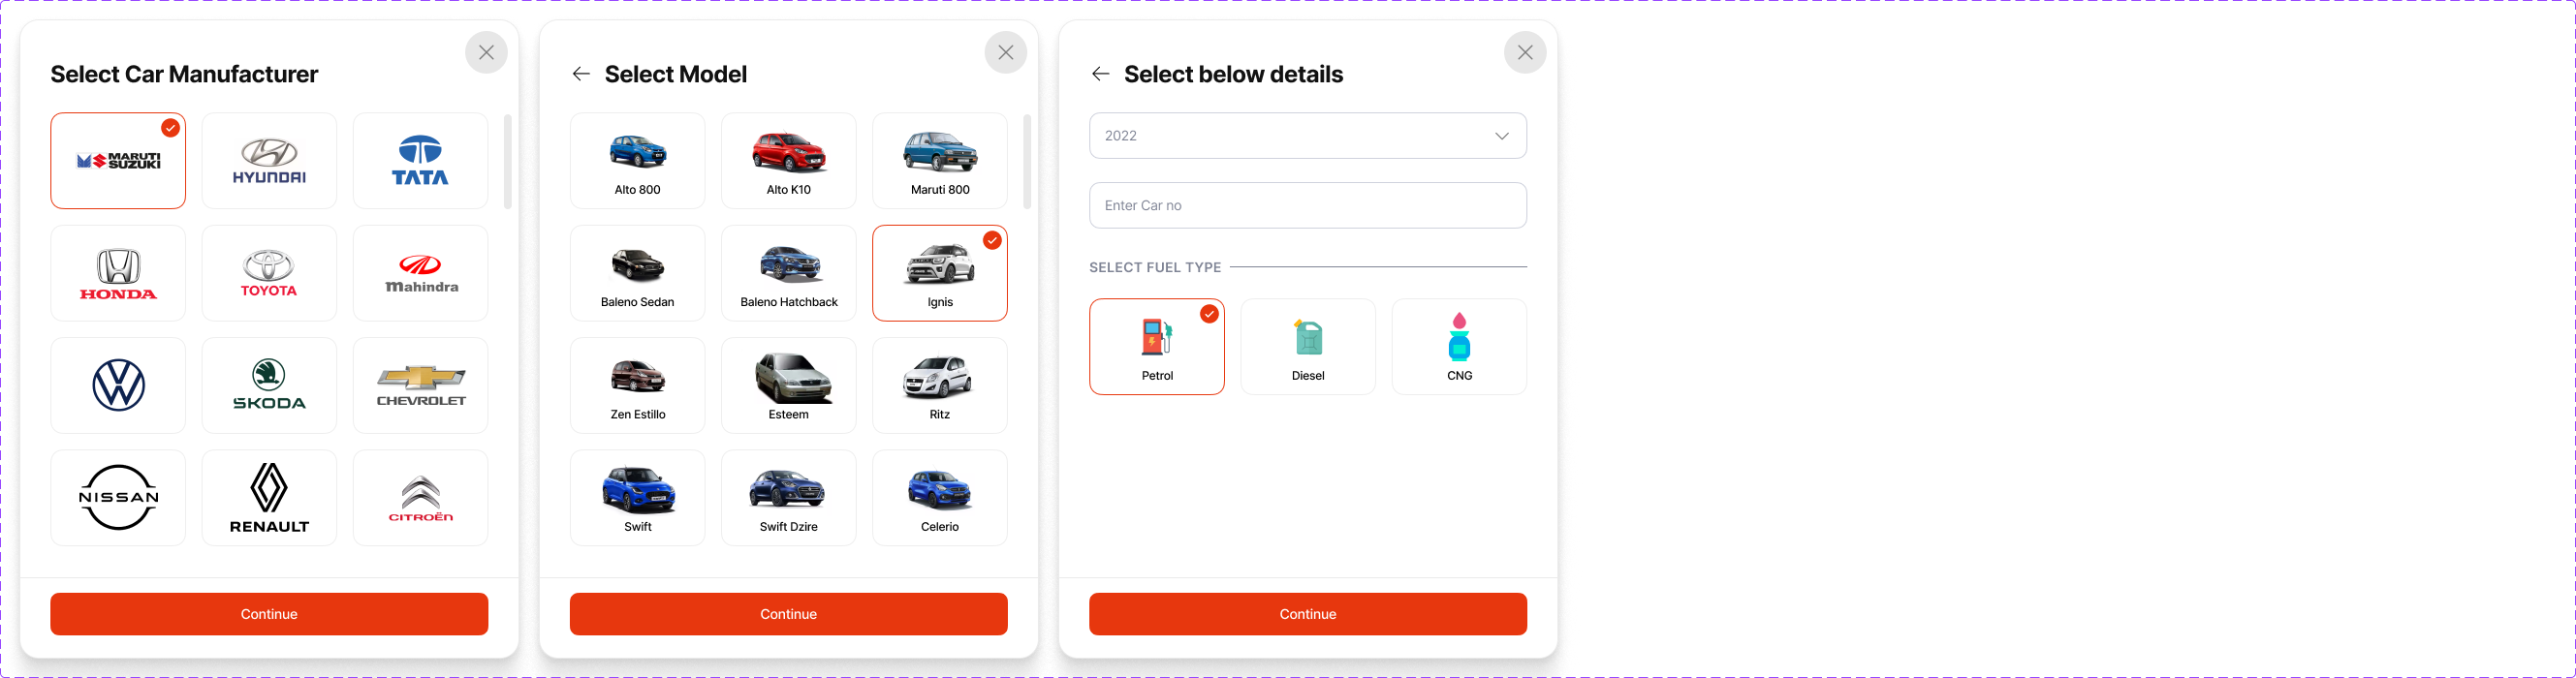 Select Car Manufacturer
MARUTI
SUZUKI
HYUNDAI
TATA
HONDA
TOYOTA
mahindra
SKODA
CHEVROLET
NISSAN
RENAULT
CITROËN
Continue
Select Model
Alto 800
Alto K10
Maruti 800
Baleno Sedan
Baleno Hatchback
Ignis
Zen Estillo
Esteem
Ritz
Swift
Swift Dzire
Celerio
Continue
Select below details
2022
Enter Car no
SELECT FUEL TYPE
Petrol
Diesel
CNG
Continue